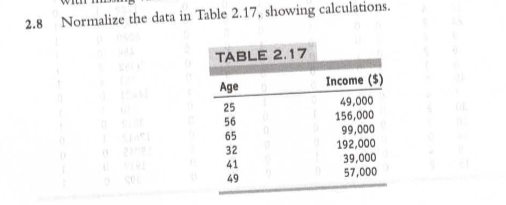 2.8 Normalize the data in Table 2.17, showing calculations.
TABLE 2.17
Age Income ($)
25 49,000
56 156,000
65 99,000
32 192,000
41 39,000
49 57,000